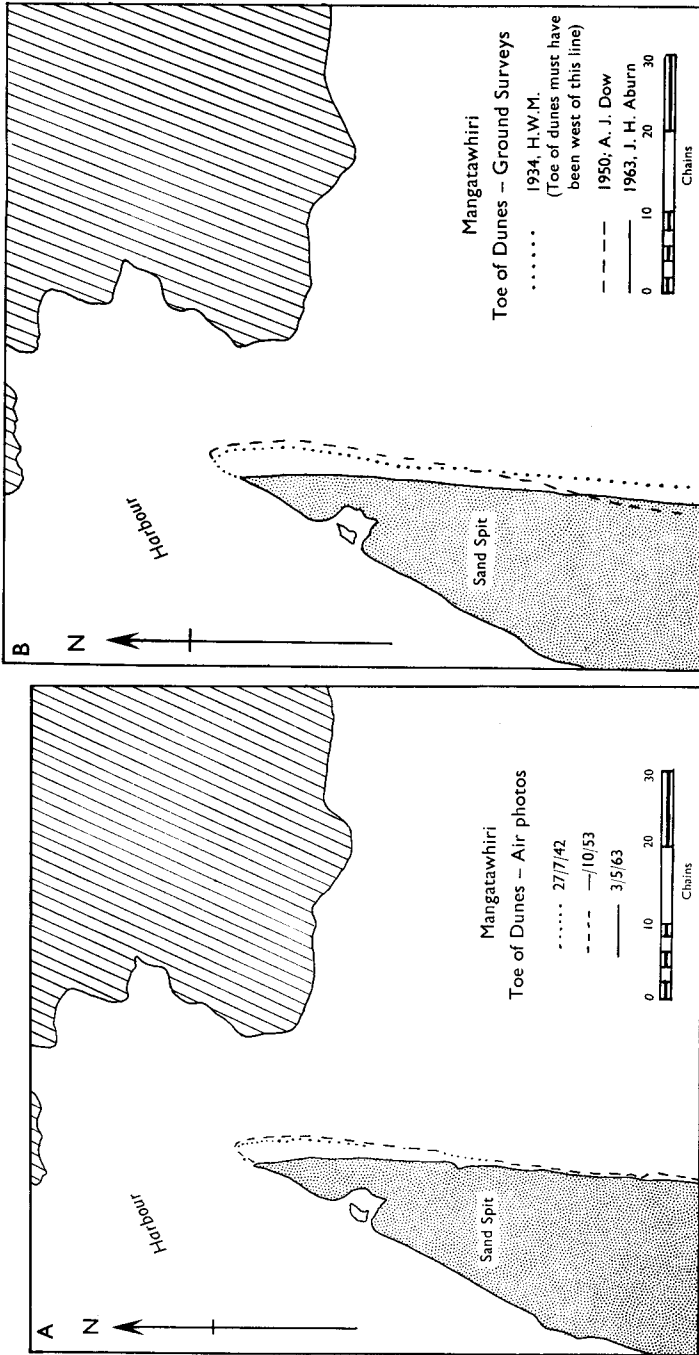 A
N
Harbour
Sand Spit
Mangatawhiri
Toe of Dunes – Air photos
..... 27/7/42
--- —/10/53
—— 3/5/63
0 10 20 30
Chains
B
N
Harbour
Sand Spit
Mangatawhiri
Toe of Dunes – Ground Surveys
...... 1934, H.W.M.
(Toe of dunes must have
been west of this line)
– – – 1950; A. J. Dow
—— 1963, J. H. Aburn
0 10 20 30
Chains